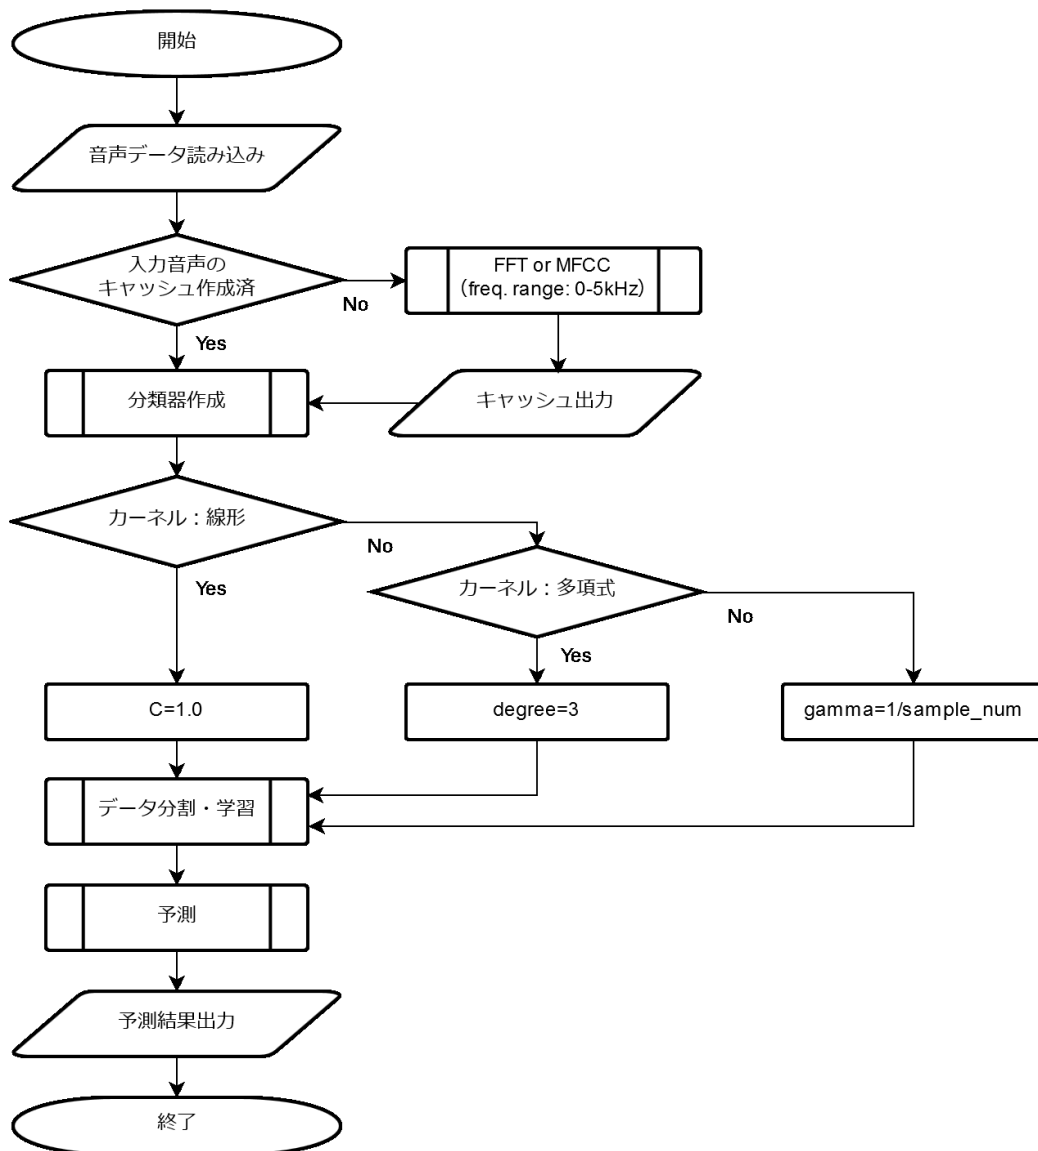 開始
音声データ読み込み
入力音声の
キャッシュ作成済
No
Yes
FFT or MFCC
（freq. range: 0-5kHz）
キャッシュ出力
分類器作成
カーネル：線形
No
Yes
カーネル：多項式
No
Yes
C=1.0
degree=3
gamma=1/sample_num
データ分割・学習
予測
予測結果出力
終了